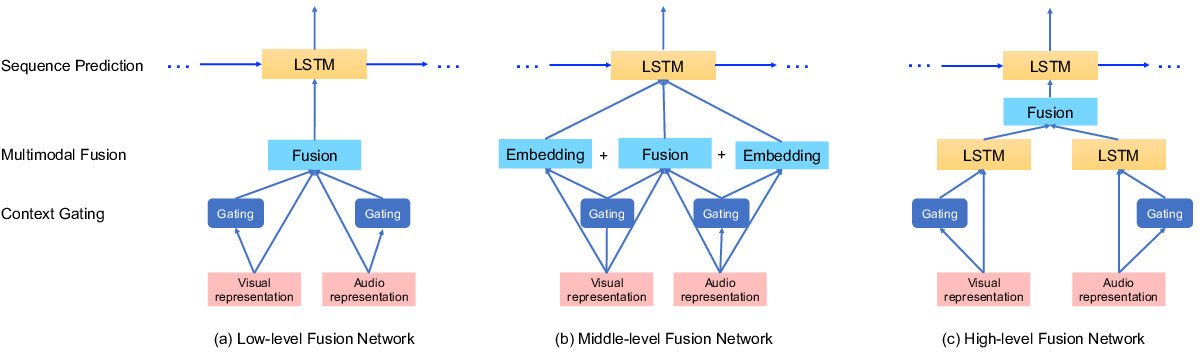 Sequence Prediction
Multimodal Fusion
Context Gating
... LSTM ...
Fusion
Gating Gating
Visual representation
Audio representation
(a) Low-level Fusion Network
... LSTM ...
Embedding + Fusion + Embedding
Gating Gating
Visual representation
Audio representation
(b) Middle-level Fusion Network
... LSTM ...
Fusion
LSTM LSTM
Gating Gating
Visual representation
Audio representation
(c) High-level Fusion Network